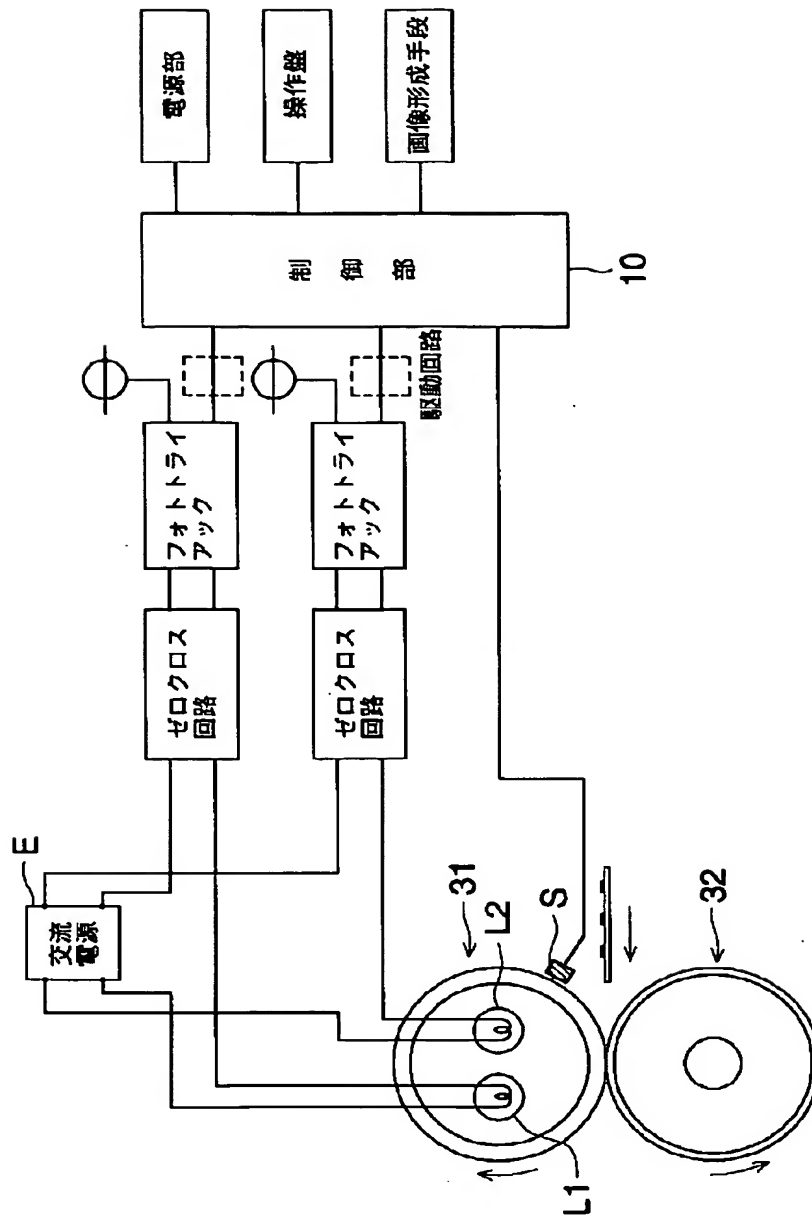 電源部
操作盤
画像形成手段
制御部
10
駆動回路
フォトトライ
アック
フォトトライ
アック
ゼロクロス
回路
ゼロクロス
回路
E
交流
電源
31
L2
S
L1
32